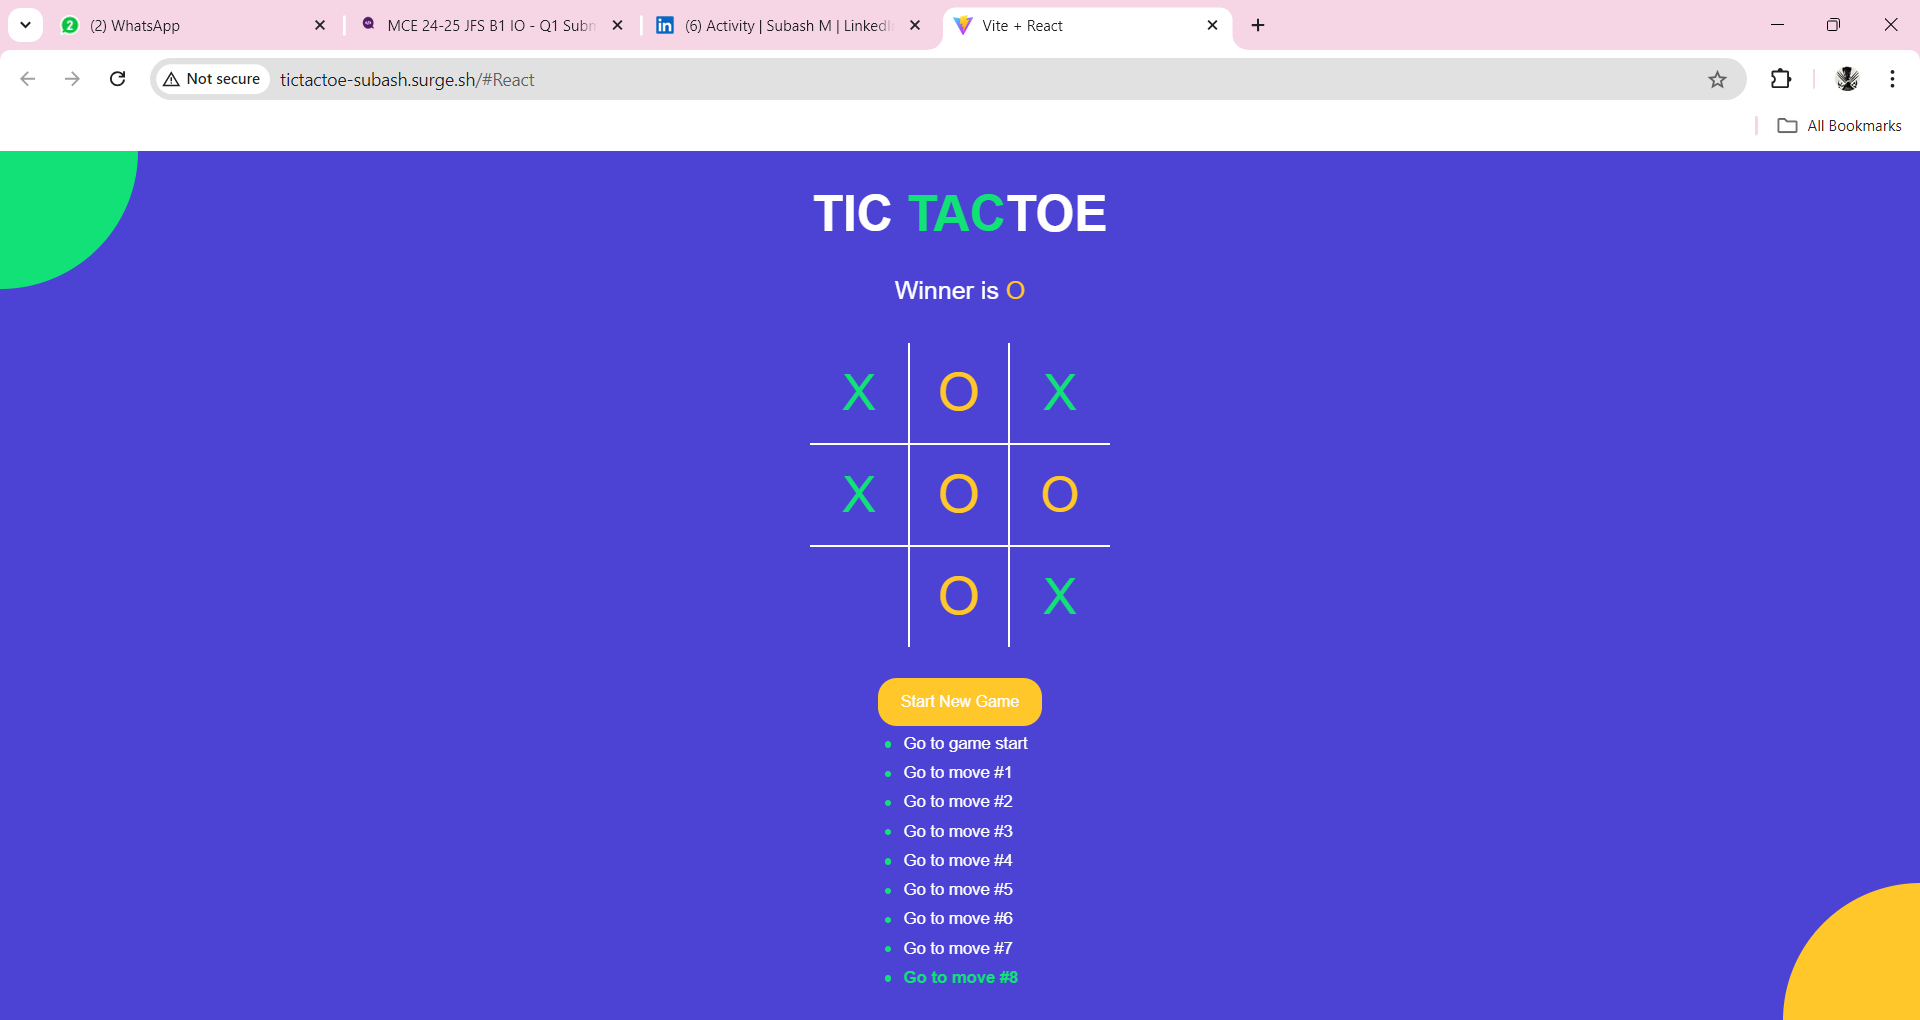 2 (2) WhatsApp
MCE 24-25 JFS B1 IO - Q1 Subm
in (6) Activity | Subash M | LinkedI
Vite + React
Not secure tictactoe-subash.surge.sh/#React
All Bookmarks
TIC TACTOE
Winner is O
X O X
X O O
O X
Start New Game
Go to game start
Go to move #1
Go to move #2
Go to move #3
Go to move #4
Go to move #5
Go to move #6
Go to move #7
Go to move #8